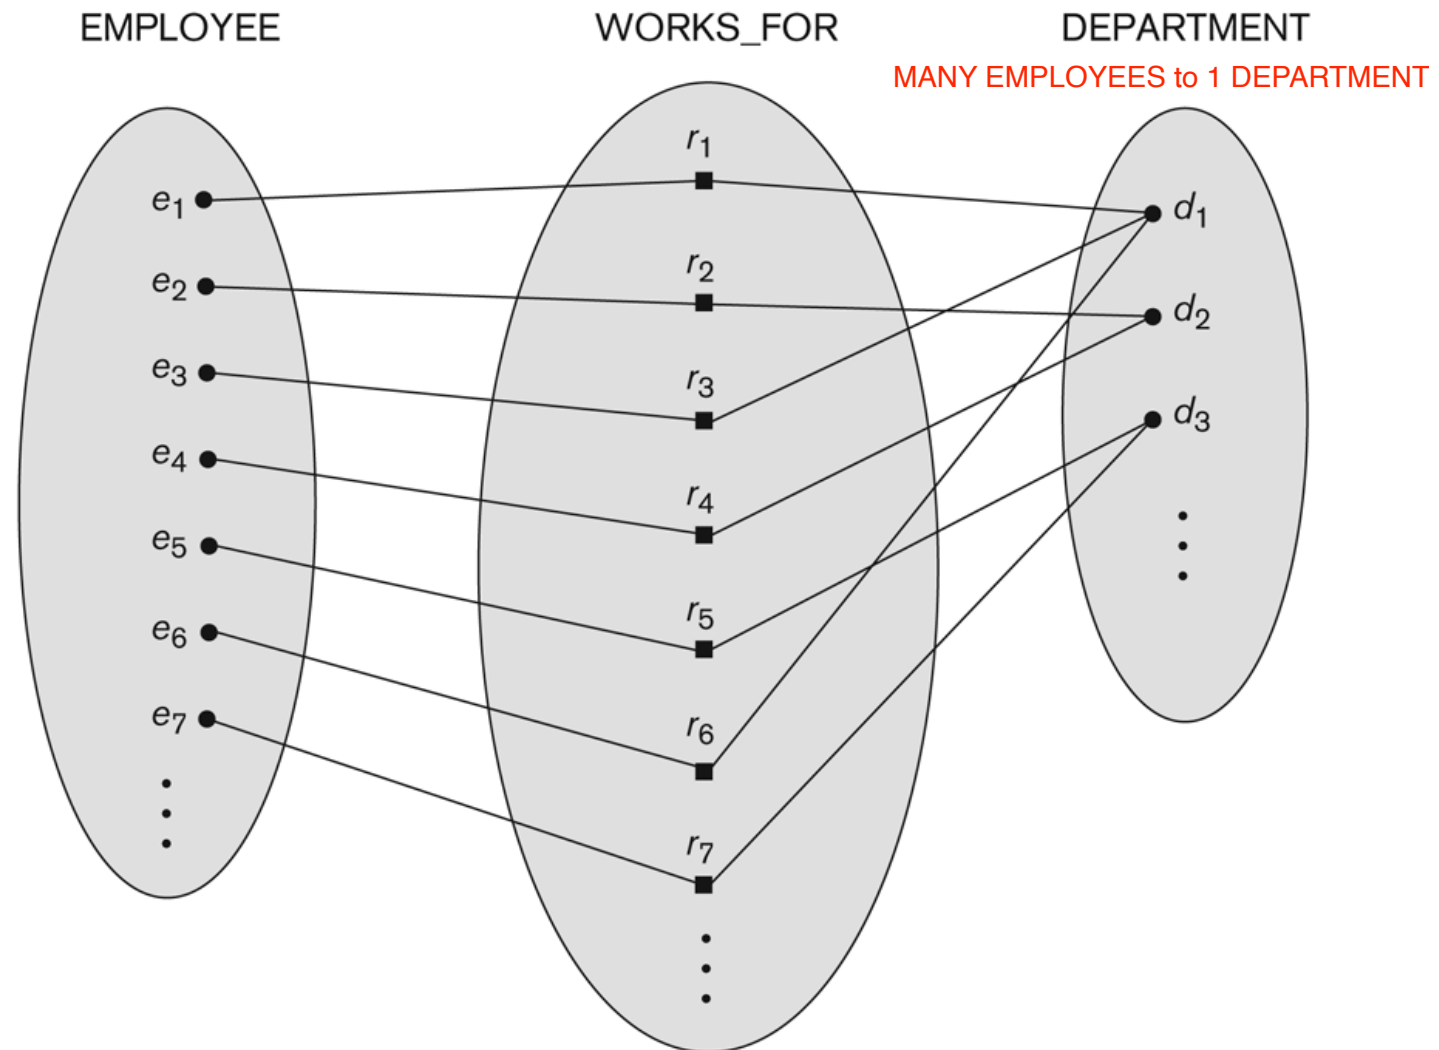 EMPLOYEE
WORKS_FOR
DEPARTMENT
MANY EMPLOYEES to 1 DEPARTMENT
e1
e2
e3
e4
e5
e6
e7
r1
r2
r3
r4
r5
r6
r7
d1
d2
d3